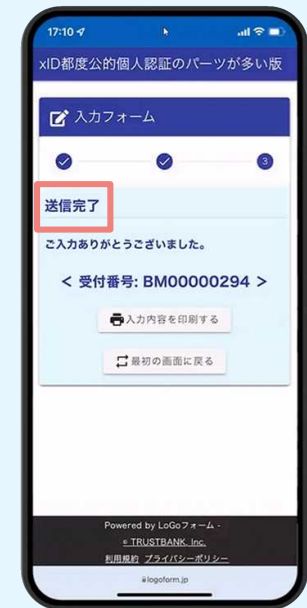 17:10
xID都度公的個人認証のパーツが多い版
入力フォーム
3
送信完了
ご入力ありがとうございました。
< 受付番号: BM00000294 >
入力内容を印刷する
最初の画面に戻る
Powered by LoGoフォーム -
© TRUSTBANK, Inc.
利用規約 プライバシーポリシー
logoform.jp